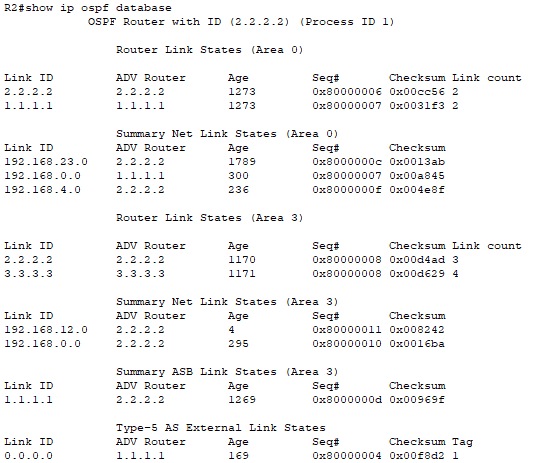 R2#show ip ospf database
OSPF Router with ID (2.2.2.2) (Process ID 1)
Router Link States (Area 0)
Link ID ADV Router Age Seq# Checksum Link count
2.2.2.2 2.2.2.2 1273 0x80000006 0x00cc56 2
1.1.1.1 1.1.1.1 1273 0x80000007 0x0031f3 2
Summary Net Link States (Area 0)
Link ID ADV Router Age Seq# Checksum
192.168.23.0 2.2.2.2 1789 0x8000000c 0x0013ab
192.168.0.0 1.1.1.1 300 0x80000007 0x00a845
192.168.4.0 2.2.2.2 236 0x8000000f 0x004e8f
Router Link States (Area 3)
Link ID ADV Router Age Seq# Checksum Link count
2.2.2.2 2.2.2.2 1170 0x80000008 0x00d4ad 3
3.3.3.3 3.3.3.3 1171 0x80000008 0x00d629 4
Summary Net Link States (Area 3)
Link ID ADV Router Age Seq# Checksum
192.168.12.0 2.2.2.2 4 0x80000011 0x008242
192.168.0.0 2.2.2.2 295 0x80000010 0x0016ba
Summary ASB Link States (Area 3)
Link ID ADV Router Age Seq# Checksum
1.1.1.1 2.2.2.2 1269 0x8000000d 0x00969f
Type-5 AS External Link States
Link ID ADV Router Age Seq# Checksum Tag
0.0.0.0 1.1.1.1 169 0x80000004 0x00f8d2 1